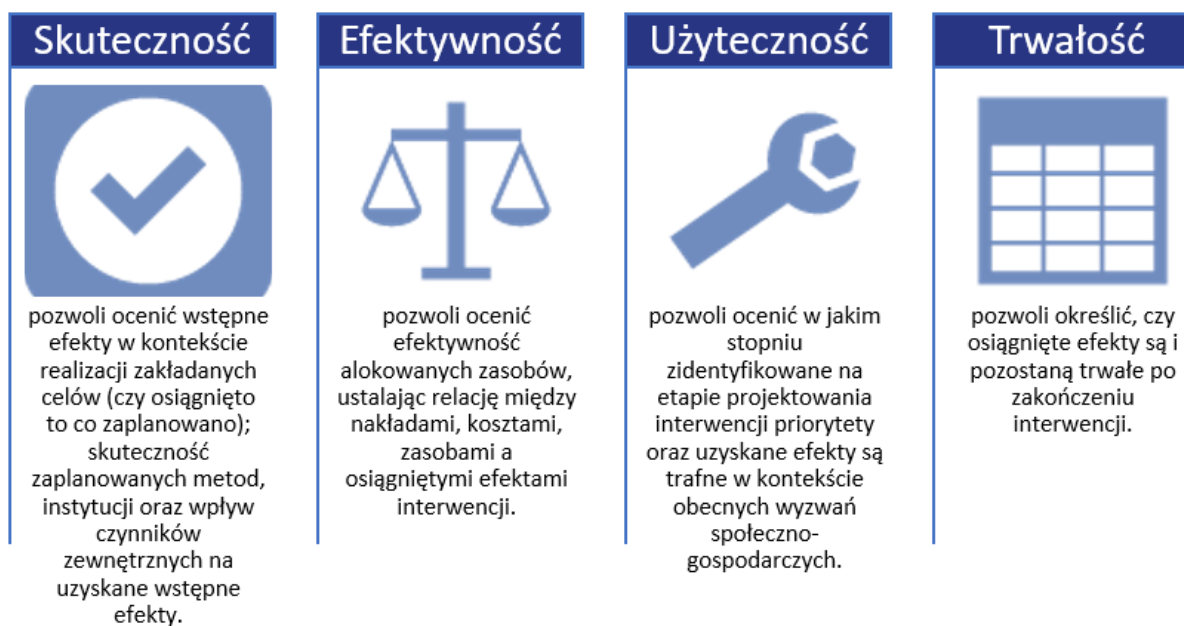 Skuteczność
pozwoli ocenić wstępne
efekty w kontekście
realizacji zakładanych
celów (czy osiągnięto
to co zaplanowano);
skuteczność
zaplanowanych metod,
instytucji oraz wpływ
czynników
zewnętrznych na
uzyskane wstępne
efekty.
Efektywność
pozwoli ocenić
efektywność
alokowanych zasobów,
ustalając relację między
nakładami, kosztami,
zasobami a
osiągniętymi efektami
interwencji.
Użyteczność
pozwoli ocenić w jakim
stopniu
zidentyfikowane na
etapie projektowania
interwencji priorytety
oraz uzyskane efekty są
trafne w kontekście
obecnych wyzwań
społeczno-
gospodarczych.
Trwałość
pozwoli określić, czy
osiągnięte efekty są i
pozostaną trwałe po
zakończeniu
interwencji.